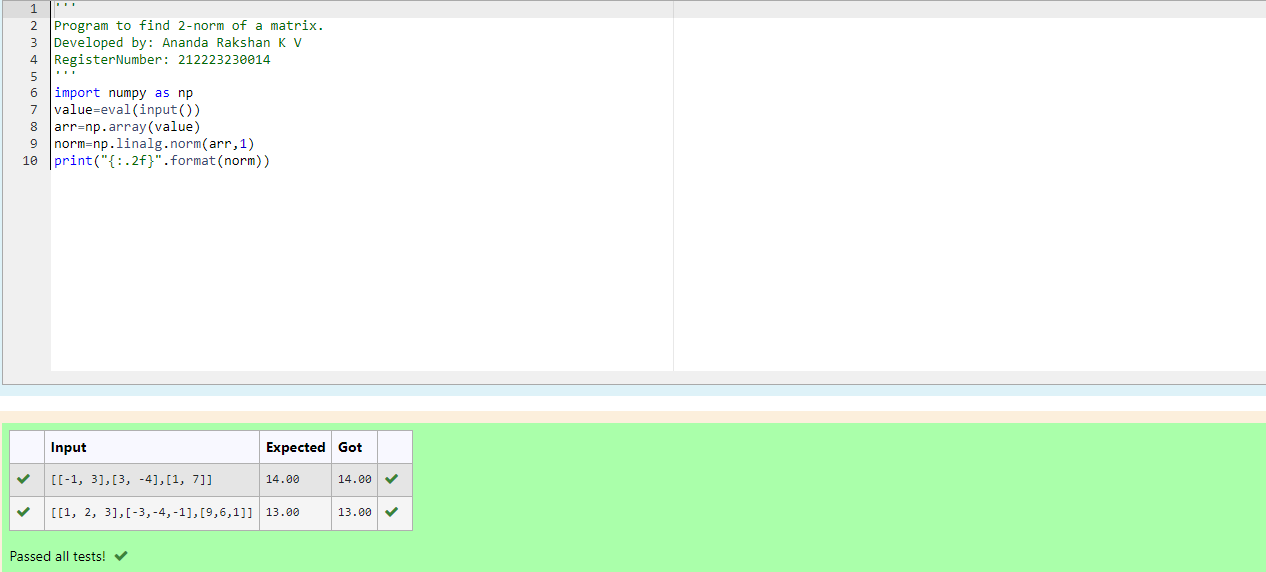 1 '''
2 Program to find 2-norm of a matrix.
3 Developed by: Ananda Rakshan K V
4 RegisterNumber: 212223230014
5 '''
6 import numpy as np
7 value=eval(input())
8 arr=np.array(value)
9 norm=np.linalg.norm(arr,1)
10 print("{:.2f}".format(norm))
Input Expected Got
[[-1, 3],[3, -4],[1, 7]] 14.00 14.00
[[1, 2, 3],[-3,-4,-1],[9,6,1]] 13.00 13.00
Passed all tests!